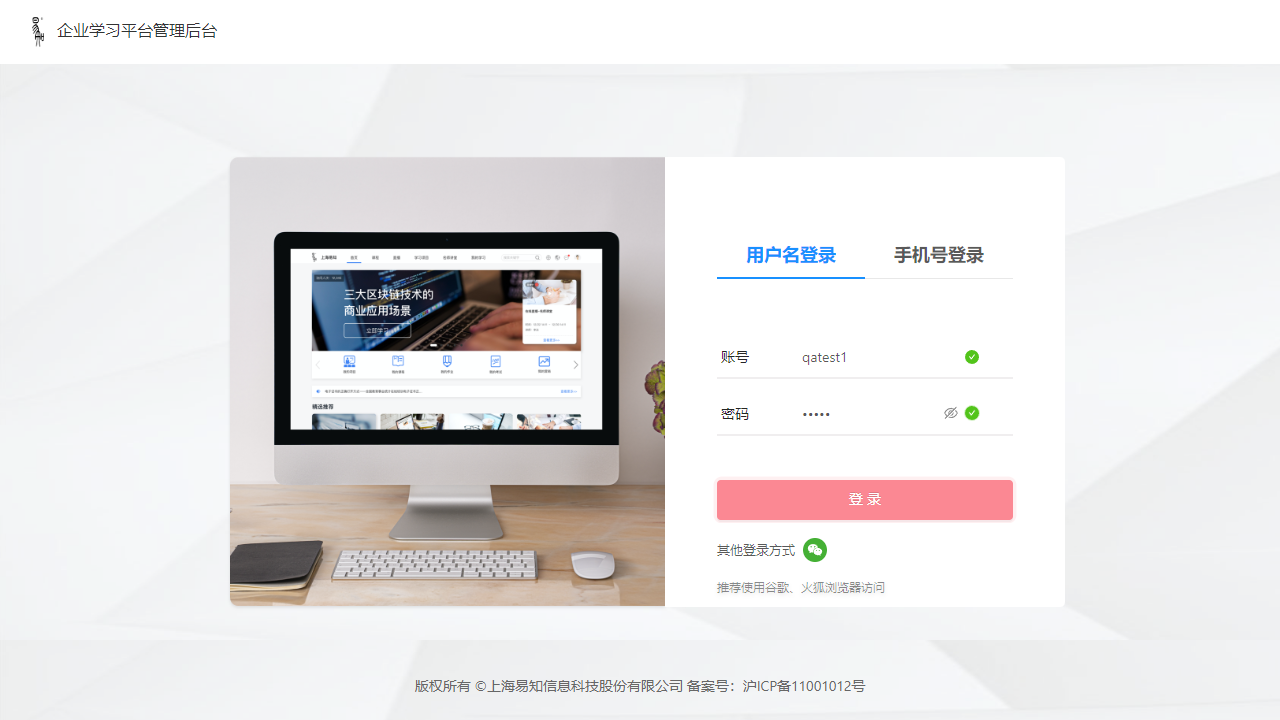 企业学习平台管理后台
三大区块链技术的
商业应用场景
立即学习
精选推荐
用户名登录
手机号登录
账号
qatest1
密码
•••••
登 录
其他登录方式
推荐使用谷歌、火狐浏览器访问
版权所有 ©上海易知信息科技股份有限公司 备案号：沪ICP备11001012号